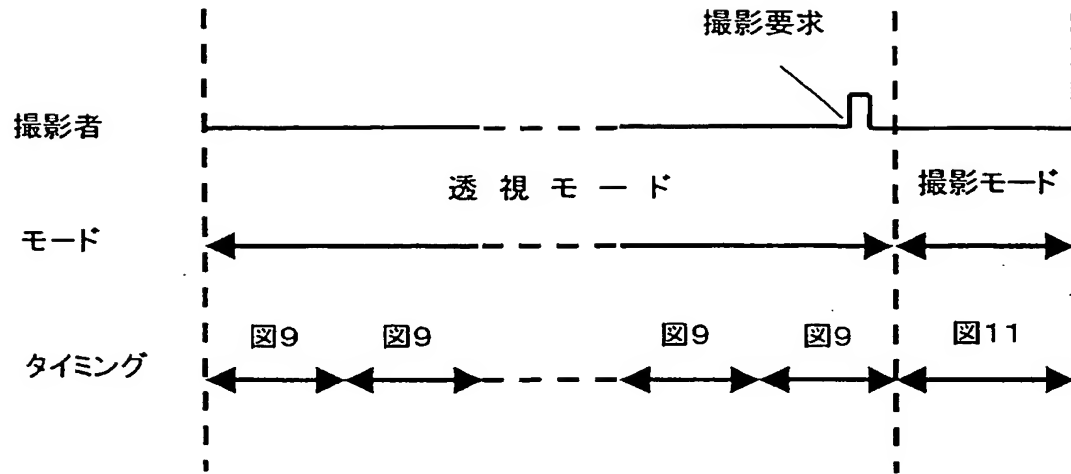 撮影要求
撮影者
透視モード
撮影モード
モード
図9
図9
図9
図9
図11
タイミング